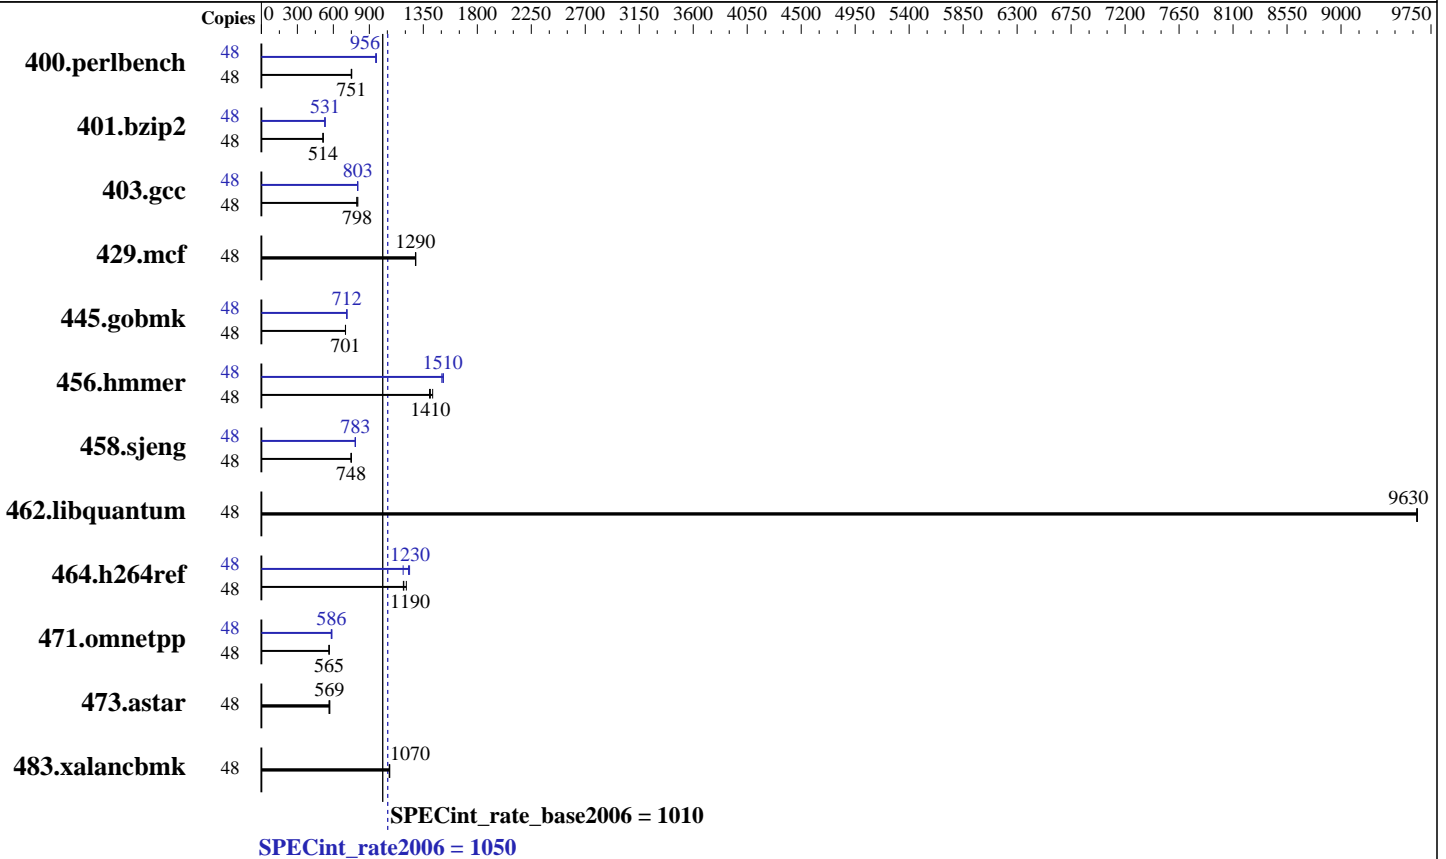 Copies 0 300 600 900 1350 1800 2250 2700 3150 3600 4050 4500 4950 5400 5850 6300 6750 7200 7650 8100 8550 9000 9750
400.perlbench 48 956
48 751
401.bzip2 48 531
48 514
403.gcc 48 803
48 798
429.mcf 48 1290
445.gobmk 48 712
48 701
456.hmmer 48 1510
48 1410
458.sjeng 48 783
48 748
462.libquantum 48 9630
464.h264ref 48 1230
48 1190
471.omnetpp 48 586
48 565
473.astar 48 569
483.xalancbmk 48 1070
SPECint_rate_base2006 = 1010
SPECint_rate2006 = 1050